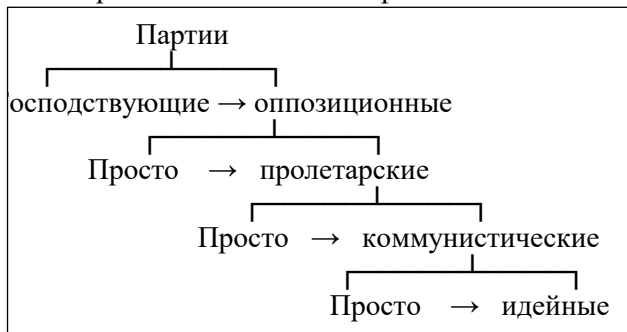 Партии
осподствующие → оппозиционные
Просто → пролетарские
Просто → коммунистические
Просто → идейные